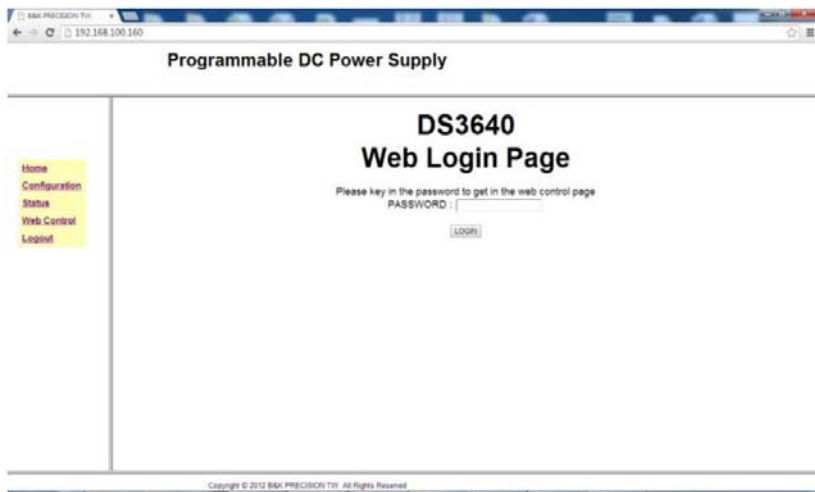 B&K PRECISION TW
192.168.100.160
Programmable DC Power Supply
Home
Configuration
Status
Web Control
Logout
DS3640
Web Login Page
Please key in the password to get in the web control page
PASSWORD :
LOGIN
Copyright © 2012 B&K PRECISION TW All Rights Reserved